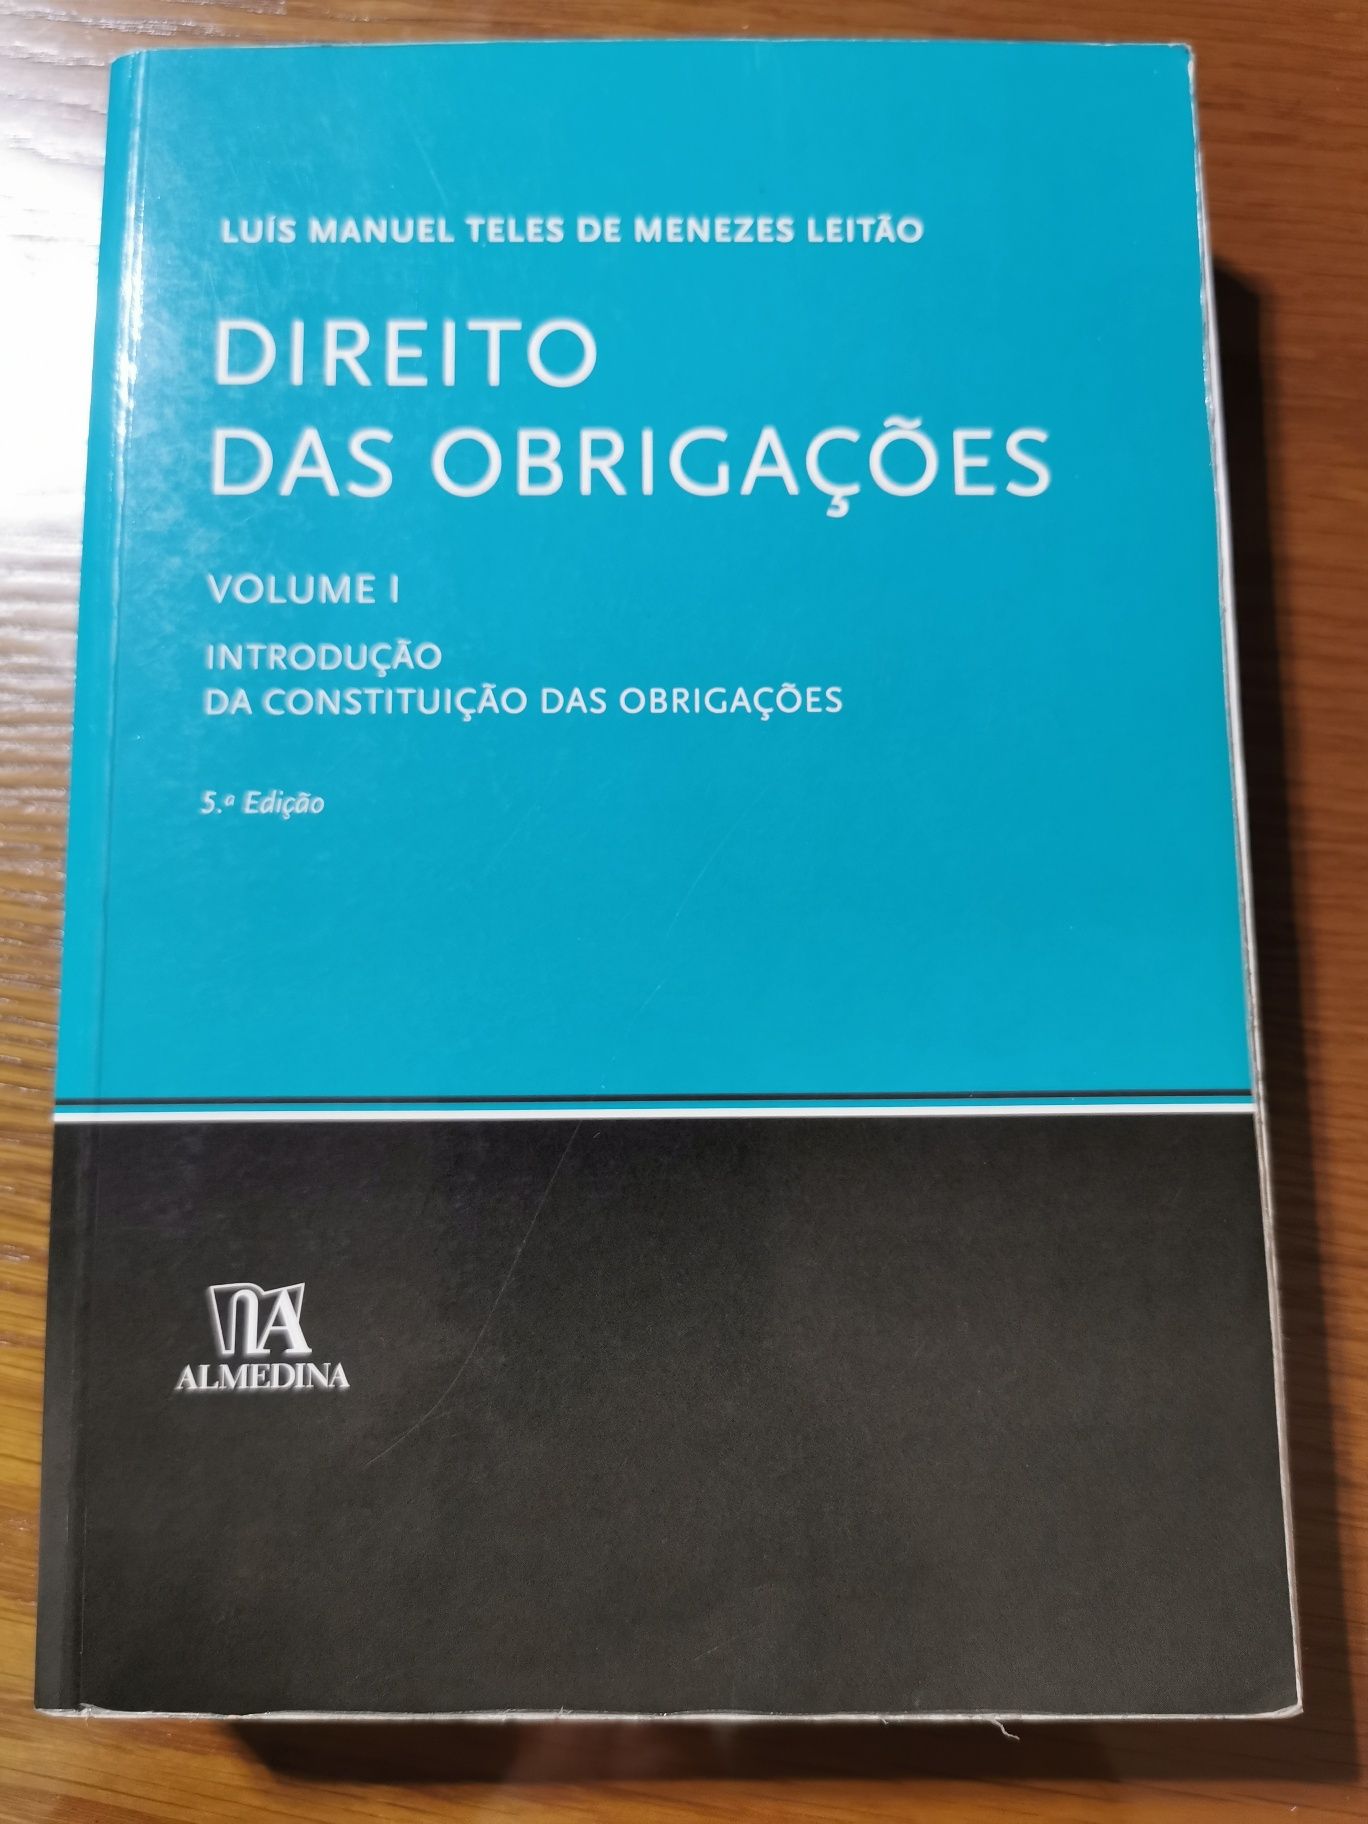 LUÍS MANUEL TELES DE MENEZES LEITÃO
DIREITO
DAS OBRIGAÇÕES
VOLUME I
INTRODUÇÃO
DA CONSTITUIÇÃO DAS OBRIGAÇÕES
5.ª Edição
ALMEDINA